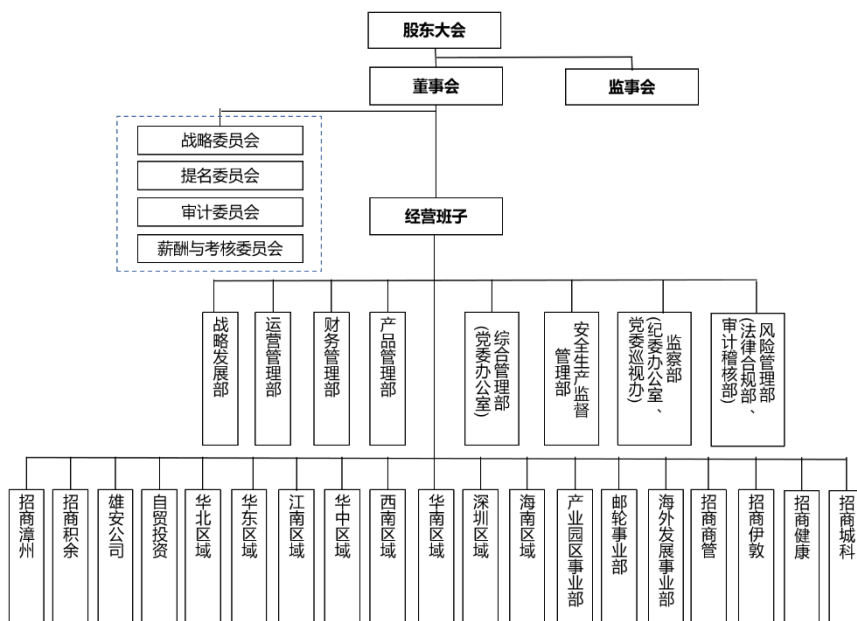 股东大会
董事会
监事会
战略委员会
提名委员会
审计委员会
薪酬与考核委员会
经营班子
战略发展部
运营管理部
财务管理部
产品管理部
综合管理部
(党委办公室)
安全生产监督
管理部
监察部
(纪委办公室、
党委巡视办)
风险管理部
(法律合规部、
审计稽核部)
招商漳州
招商积余
雄安公司
自贸投资
华北区域
华东区域
江南区域
华中区域
西南区域
华南区域
深圳区域
海南区域
产业园区事业部
邮轮事业部
海外发展事业部
招商商管
招商伊敦
招商健康
招商城科